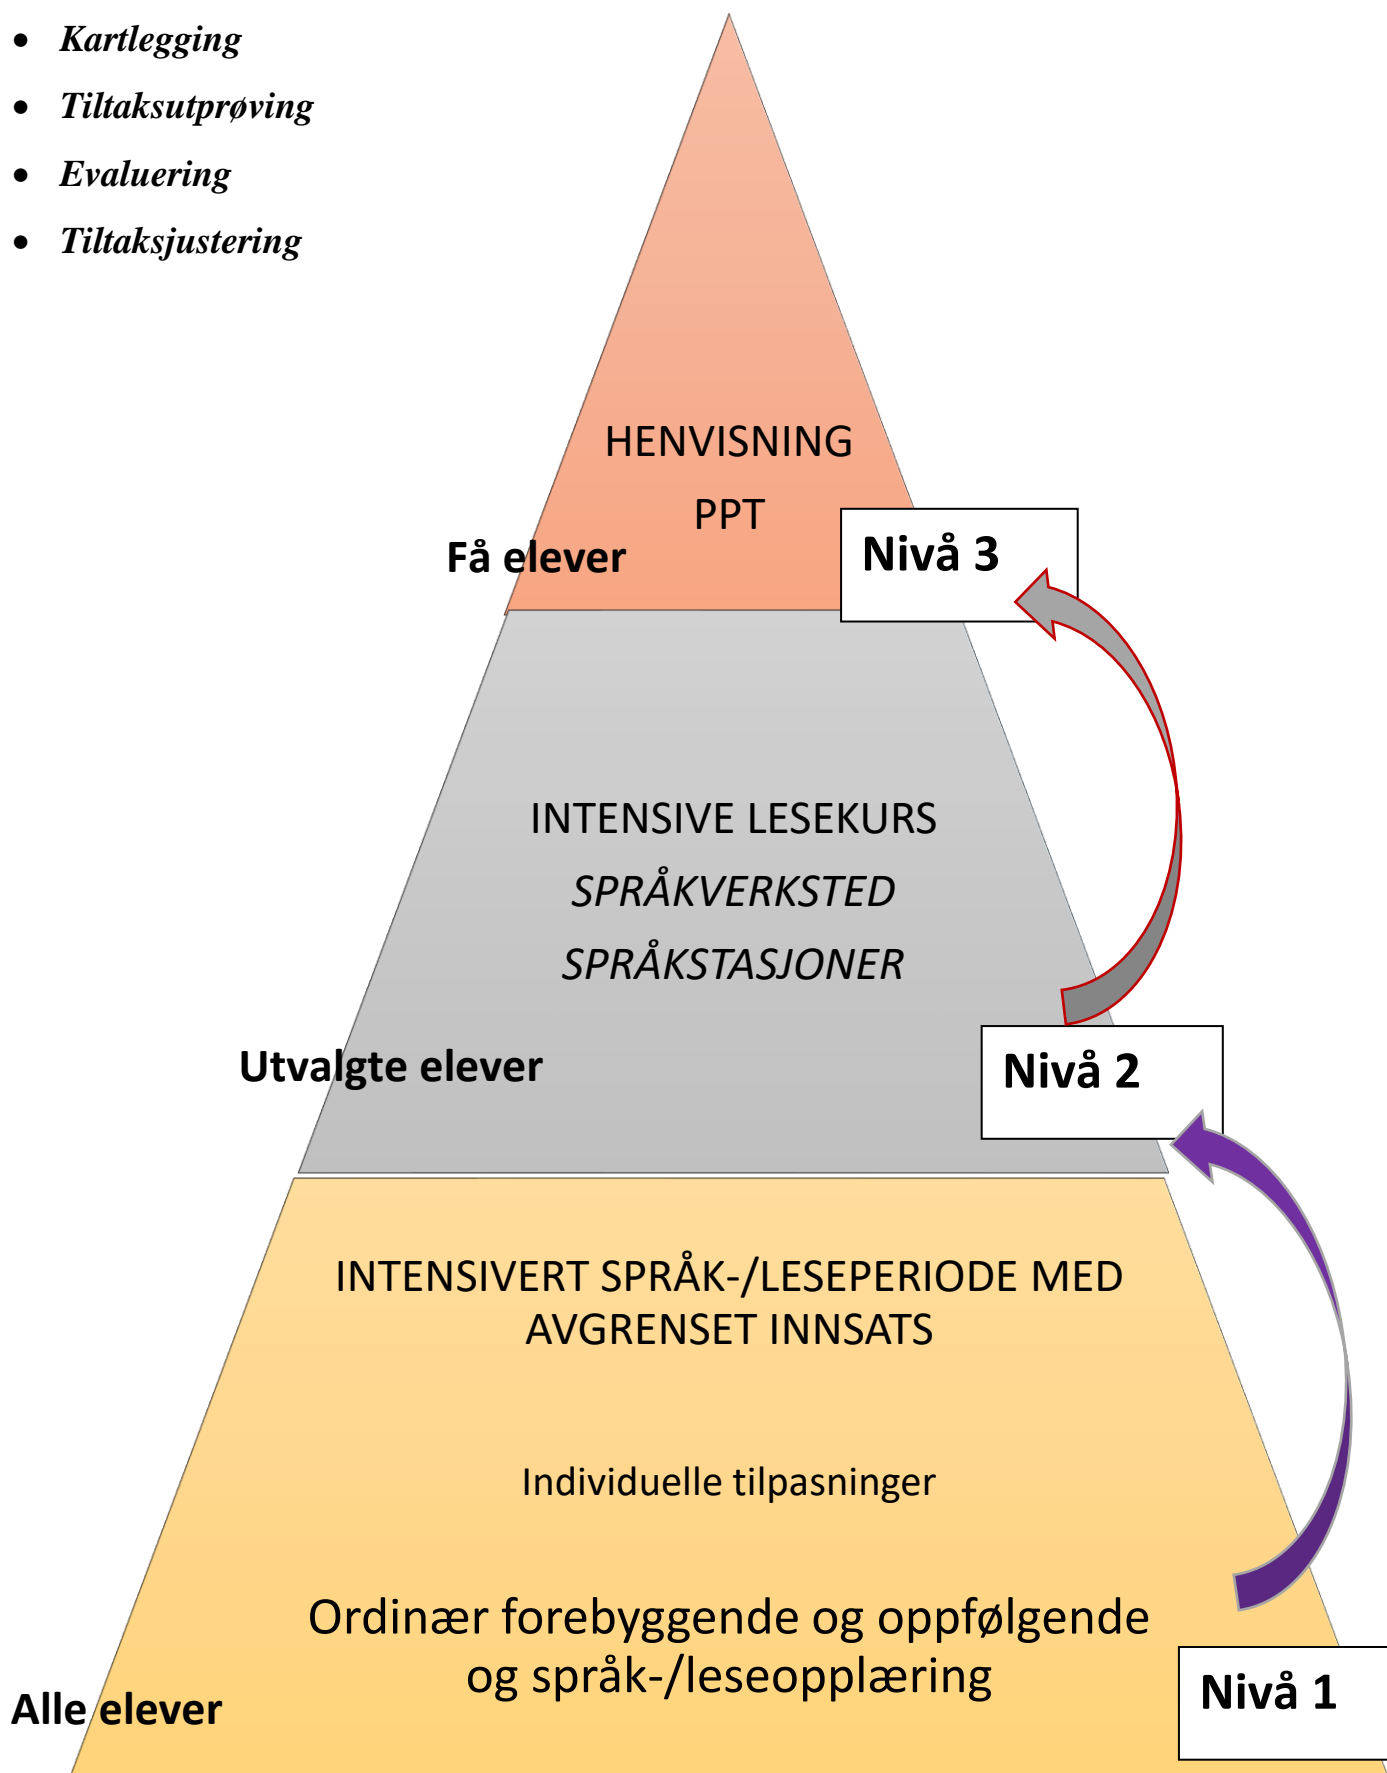 Kartlegging
Tiltaksutprøving
Evaluering
Tiltaksjustering
HENVISNING
PPT
Få elever
Nivå 3
INTENSIVE LESEKURS
SPRÅKVERKSTED
SPRÅKSTASJONER
Utvalgte elever
Nivå 2
INTENSIVERT SPRÅK-/LESEPERIODE MED
AVGRENSET INNSATS
Individuelle tilpasninger
Ordinær forebyggende og oppfølgende
og språk-/leseopplæring
Alle elever
Nivå 1